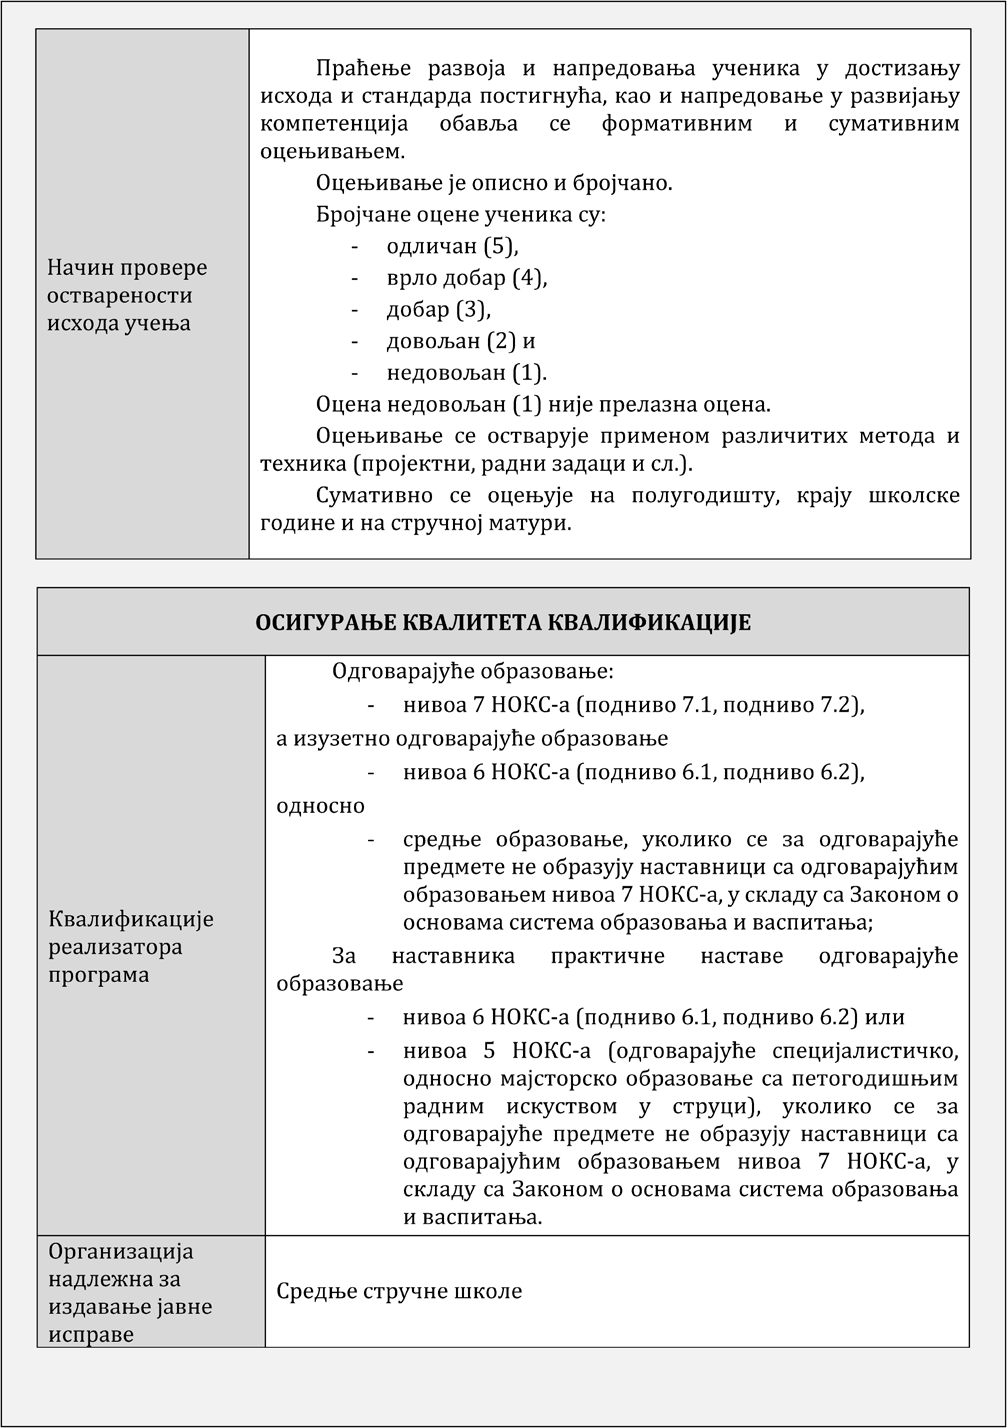 Начин провере
остварености
исхода учења
Праћење развоја и напредовања ученика у достизању
исхода и стандарда постигнућа, као и напредовање у развијању
компетенција обавља се формативним и сумативним
оцењивањем.
Оцењивање је описно и бројчано.
Бројчане оцене ученика су:
- одличан (5),
- врло добар (4),
- добар (3),
- довољан (2) и
- недовољан (1).
Оцена недовољан (1) није прелазна оцена.
Оцењивање се остварује применом различитих метода и
техника (пројектни, радни задаци и сл.).
Сумативно се оцењује на полугодишту, крају школске
године и на стручној матури.
ОСИГУРАЊЕ КВАЛИТЕТА КВАЛИФИКАЦИЈЕ
Квалификације
реализатора
програма
Одговарајуће образовање:
- нивоа 7 НОКС-а (подниво 7.1, подниво 7.2),
а изузетно одговарајуће образовање
- нивоа 6 НОКС-а (подниво 6.1, подниво 6.2),
односно
- средње образовање, уколико се за одговарајуће
предмете не образују наставници са одговарајућим
образовањем нивоа 7 НОКС-а, у складу са Законом о
основама система образовања и васпитања;
За наставника практичне наставе одговарајуће
образовање
- нивоа 6 НОКС-а (подниво 6.1, подниво 6.2) или
- нивоа 5 НОКС-а (одговарајуће специјалистичко,
односно мајсторско образовање са петогодишњим
радним искуством у струци), уколико се за
одговарајуће предмете не образују наставници са
одговарајућим образовањем нивоа 7 НОКС-а, у
складу са Законом о основама система образовања
и васпитања.
Организација
надлежна за
издавање јавне
исправе
Средње стручне школе